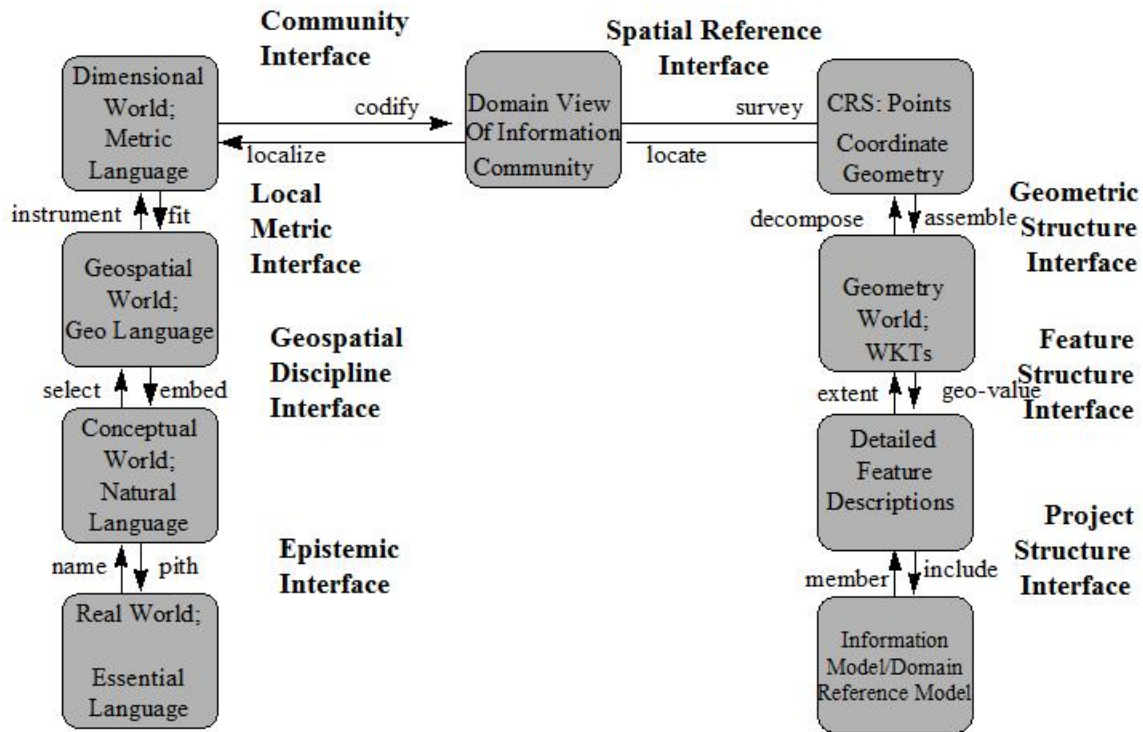 Community
Interface
Spatial Reference
Interface
Dimensional
World;
Metric
Language
codify
localize
Domain View
Of Information
Community
survey
locate
CRS: Points
Coordinate
Geometry
instrument
fit
Local
Metric
Interface
decompose
assemble
Geometric
Structure
Interface
Geospatial
World;
Geo Language
Geometry
World;
WKTs
select
embed
Geospatial
Discipline
Interface
extent
geo-value
Feature
Structure
Interface
Conceptual
World;
Natural
Language
Detailed
Feature
Descriptions
name
pith
Epistemic
Interface
member
include
Project
Structure
Interface
Real World;
Essential
Language
Information
Model/Domain
Reference Model